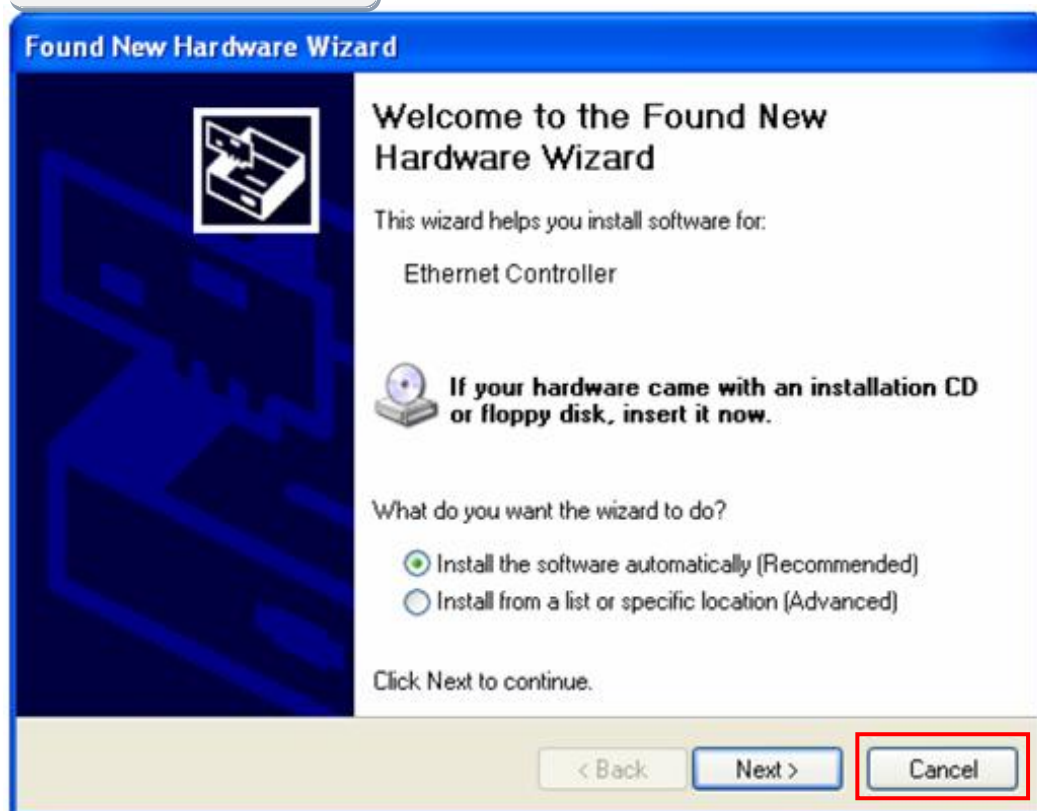 Found New Hardware Wizard
Welcome to the Found New
Hardware Wizard
This wizard helps you install software for:
Ethernet Controller
If your hardware came with an installation CD
or floppy disk, insert it now.
What do you want the wizard to do?
Install the software automatically (Recommended)
Install from a list or specific location (Advanced)
Click Next to continue.
< Back Next > Cancel